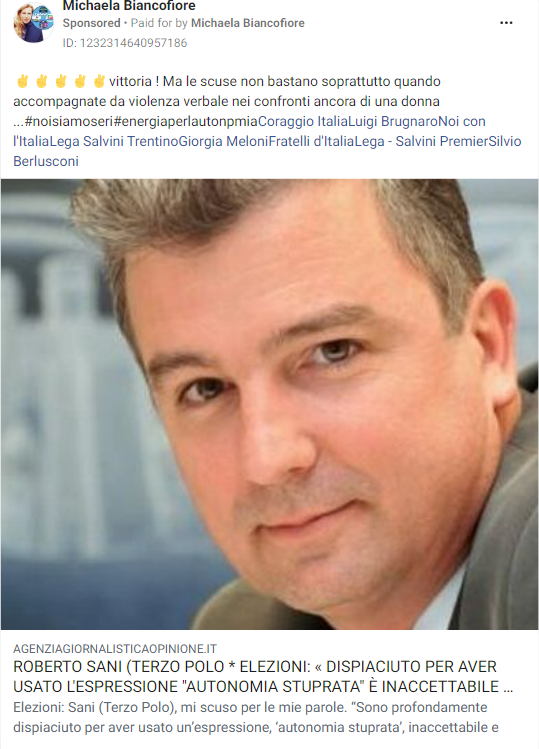 Michaela Biancofiore
Sponsored • Paid for by Michaela Biancofiore
ID: 1232314640957186
✌✌✌✌✌vittoria ! Ma le scuse non bastano soprattutto quando
accompagnate da violenza verbale nei confronti ancora di una donna
...#noisiamoseri#energiaperlautonpmiaCoraggio ItaliaLuigi BrugnaroNoi con
l'ItaliaLega Salvini TrentinoGiorgia MeloniFratelli d'ItaliaLega - Salvini PremierSilvio
Berlusconi
AGENZIAGIORNALISTICAOPINIONE.IT
ROBERTO SANI (TERZO POLO * ELEZIONI: « DISPIACIUTO PER AVER
USATO L'ESPRESSIONE "AUTONOMIA STUPRATA" È INACCETTABILE ...
Elezioni: Sani (Terzo Polo), mi scuso per le mie parole. “Sono profondamente
dispiaciuto per aver usato un’espressione, ‘autonomia stuprata’, inaccettabile e